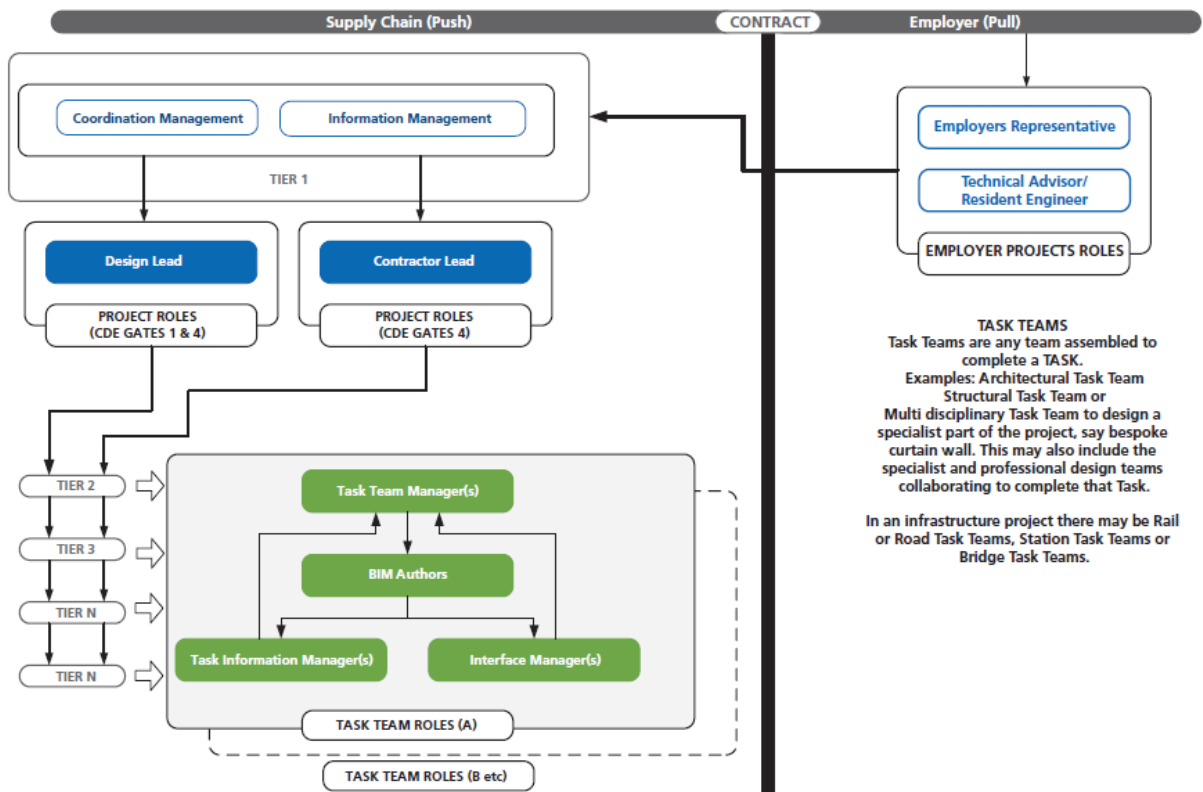 Supply Chain (Push)
CONTRACT
Employer (Pull)
Coordination Management
Information Management
TIER 1
Employers Representative
Technical Advisor/
Resident Engineer
EMPLOYER PROJECTS ROLES
Design Lead
Contractor Lead
PROJECT ROLES
(CDE GATES 1 & 4)
PROJECT ROLES
(CDE GATES 4)
TASK TEAMS
Task Teams are any team assembled to
complete a TASK.
Examples: Architectural Task Team
Structural Task Team or
Multi disciplinary Task Team to design a
specialist part of the project, say bespoke
curtain wall. This may also include the
specialist and professional design teams
collaborating to complete that Task.
In an infrastructure project there may be Rail
or Road Task Teams, Station Task Teams or
Bridge Task Teams.
TIER 2
TIER 3
TIER N
TIER N
Task Team Manager(s)
BIM Authors
Task Information Manager(s)
Interface Manager(s)
TASK TEAM ROLES (A)
TASK TEAM ROLES (B etc)